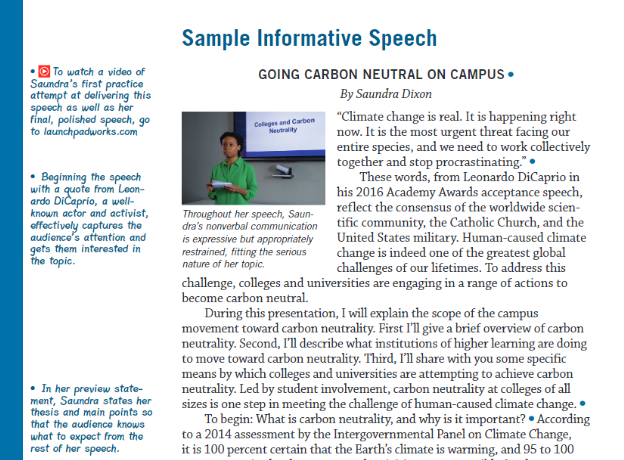 Sample Informative Speech
GOING CARBON NEUTRAL ON CAMPUS •
By Saundra Dixon
• To watch a video of
Saundra's first practice
attempt at delivering this
speech as well as her
final, polished speech, go
to launchpadworks.com
Colleges and Carbon
Neutrality
Throughout her speech, Saun-
dra's nonverbal communication
is expressive but appropriately
restrained, fitting the serious
nature of her topic.
"Climate change is real. It is happening right
now. It is the most urgent threat facing our
entire species, and we need to work collectively
together and stop procrastinating." •
• Beginning the speech
with a quote from Leon-
ardo DiCaprio, a well-
known actor and activist,
effectively captures the
audience's attention and
gets them interested in
the topic.
These words, from Leonardo DiCaprio in
his 2016 Academy Awards acceptance speech,
reflect the consensus of the worldwide scien-
tific community, the Catholic Church, and the
United States military. Human-caused climate
change is indeed one of the greatest global
challenges of our lifetimes. To address this
challenge, colleges and universities are engaging in a range of actions to
become carbon neutral.
During this presentation, I will explain the scope of the campus
movement toward carbon neutrality. First I'll give a brief overview of carbon
neutrality. Second, I'll describe what institutions of higher learning are doing
to move toward carbon neutrality. Third, I'll share with you some specific
means by which colleges and universities are attempting to achieve carbon
neutrality. Led by student involvement, carbon neutrality at colleges of all
sizes is one step in meeting the challenge of human-caused climate change. •
• In her preview state-
ment, Saundra states her
thesis and main points so
that the audience knows
what to expect from the
rest of her speech.
To begin: What is carbon neutrality, and why is it important? • According
to a 2014 assessment by the Intergovernmental Panel on Climate Change,
it is 100 percent certain that the Earth's climate is warming, and 95 to 100